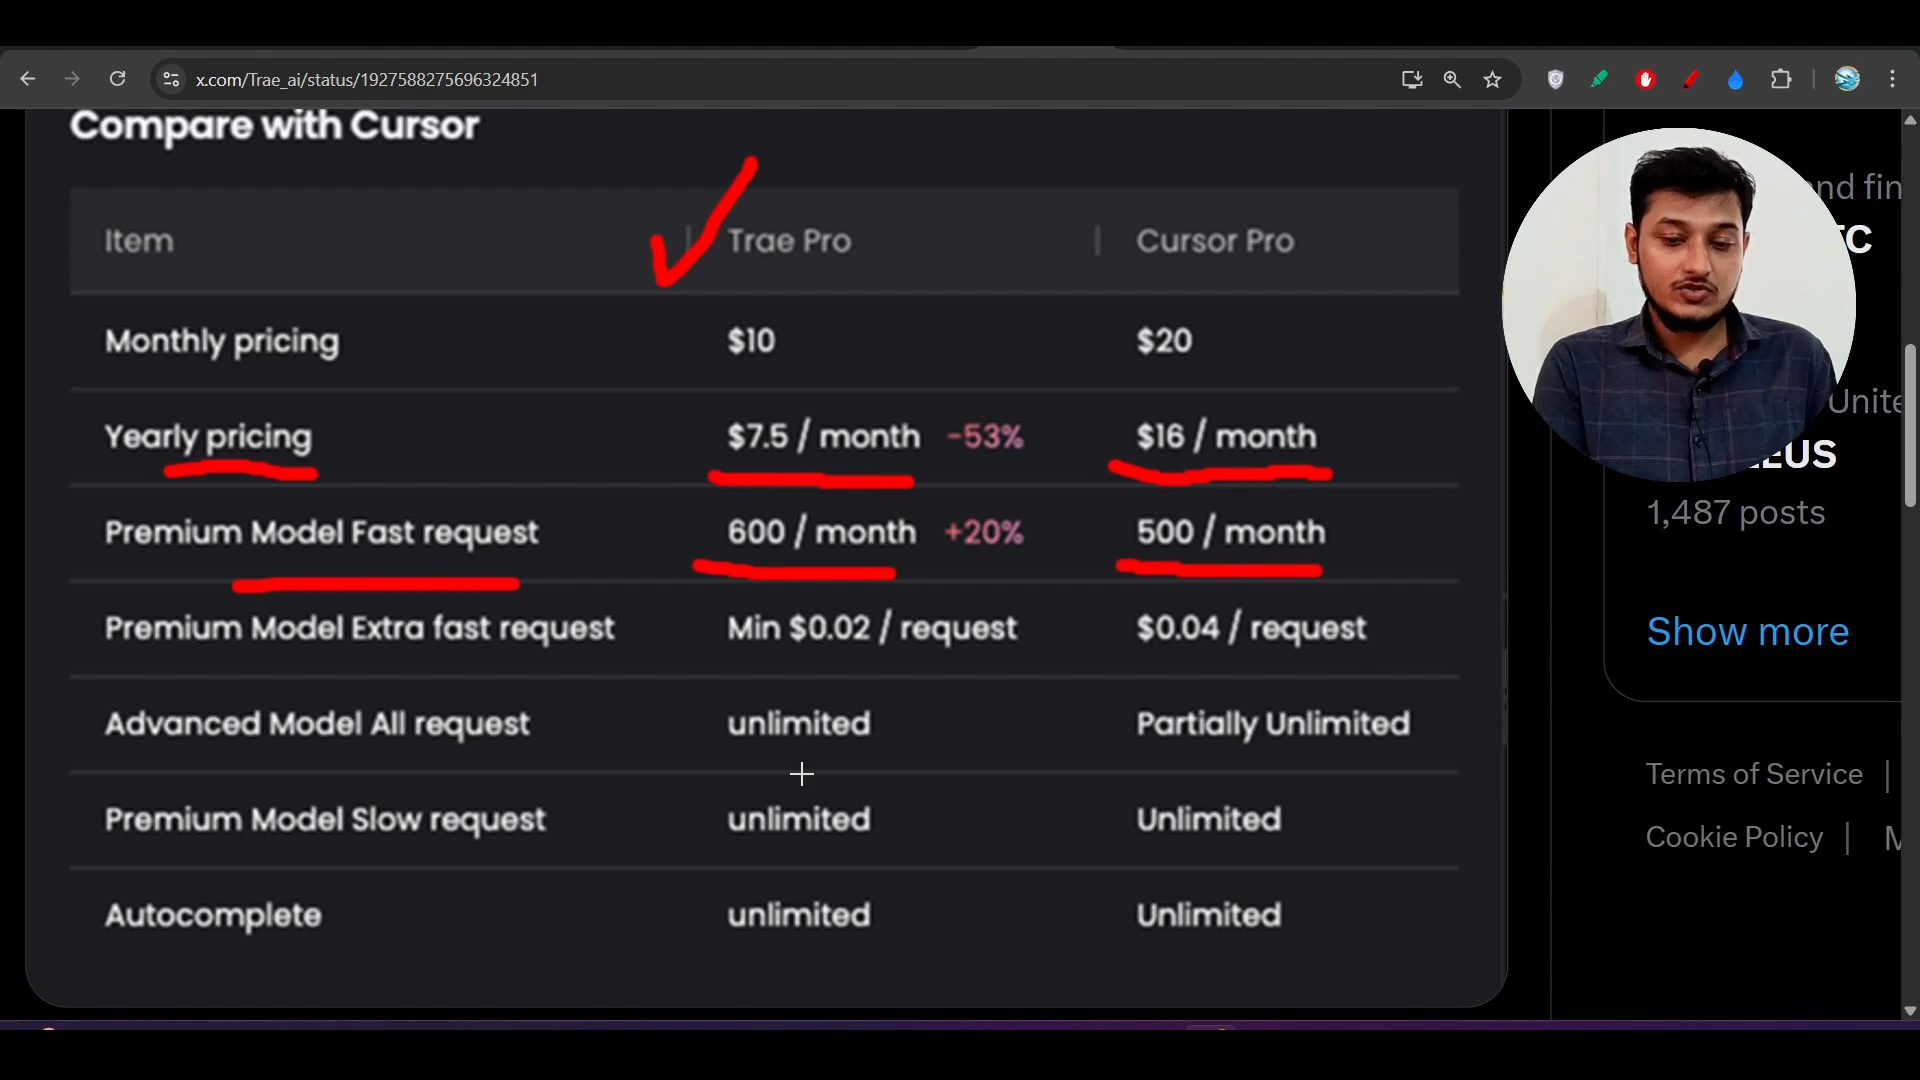 x.com/Trae_ai/status/1927588275696324851
Compare with Cursor
Item | Trae Pro | Cursor Pro
Monthly pricing $10 $20
Yearly pricing $7.5 / month -53% $16 / month
Premium Model Fast request 600 / month +20% 500 / month
Premium Model Extra fast request Min $0.02 / request $0.04 / request
Advanced Model All request unlimited Partially Unlimited
Premium Model Slow request unlimited Unlimited
Autocomplete unlimited Unlimited
1,487 posts
Show more
Terms of Service |
Cookie Policy |